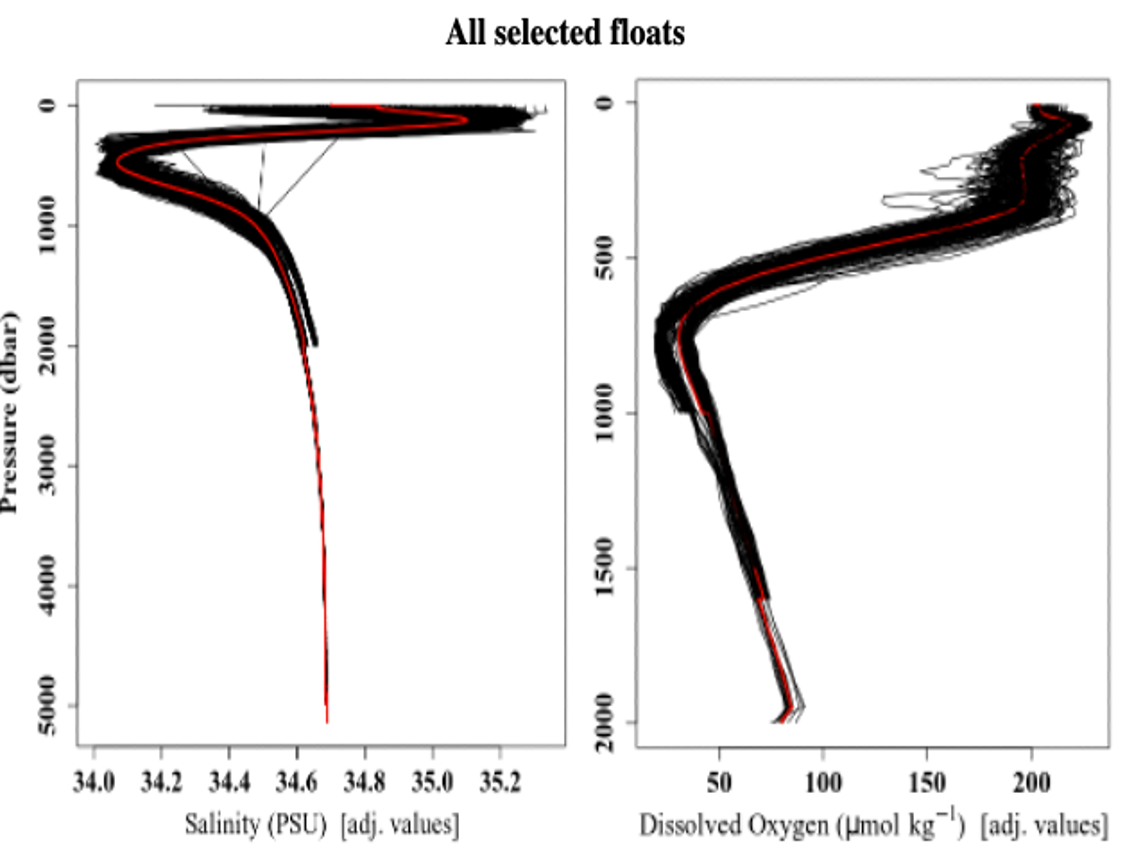 All selected floats
Pressure (dbar)
0
1000
2000
3000
4000
5000
34.0 34.2 34.4 34.6 34.8 35.0 35.2
Salinity (PSU) [adj. values]
0
500
1000
1500
2000
50 100 150 200
Dissolved Oxygen (µmol kg⁻¹) [adj. values]